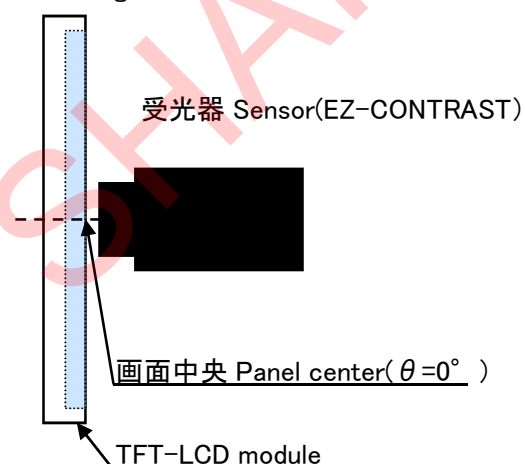 受光器 Sensor(EZ-CONTRAST)
画面中央 Panel center(θ=0°)
TFT-LCD module